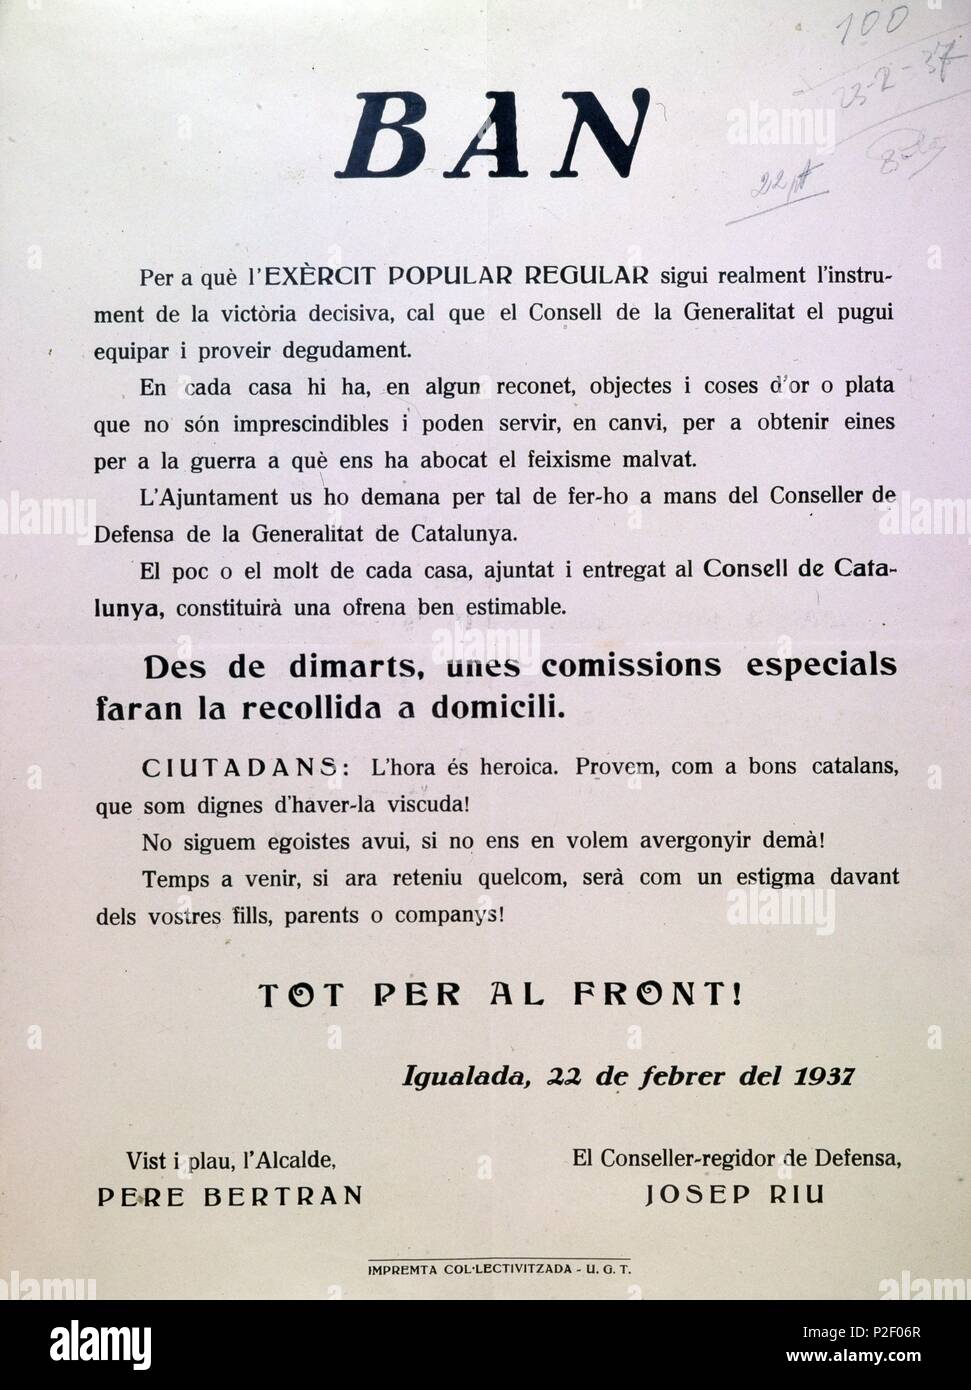 100
23-2-37
22 pt
BAN
Per a què l'EXÈRCIT POPULAR REGULAR sigui realment l'instru-
ment de la victòria decisiva, cal que el Consell de la Generalitat el pugui
equipar i proveir degudament.
En cada casa hi ha, en algun reconet, objectes i coses d'or o plata
que no són imprescindibles i poden servir, en canvi, per a obtenir eines
per a la guerra a què ens ha abocat el feixisme malvat.
L'Ajuntament us ho demana per tal de fer-ho a mans del Conseller de
Defensa de la Generalitat de Catalunya.
El poc o el molt de cada casa, ajuntat i entregat al Consell de Cata-
lunya, constituirà una ofrena ben estimable.
Des de dimarts, unes comissions especials
faran la recollida a domicili.
CIUTADANS: L'hora és heroica. Provem, com a bons catalans,
que som dignes d'haver-la viscuda!
No siguem egoistes avui, si no ens en volem avergonyir demà!
Temps a venir, si ara reteniu quelcom, serà com un estigma davant
dels vostres fills, parents o companys!
TOT PER AL FRONT!
Igualada, 22 de febrer del 1937
Vist i plau, l'Alcalde,
PERE BERTRAN
El Conseller-regidor de Defensa,
JOSEP RIU
IMPREMTA COL·LECTIVITZADA - U. G. T.
alamy
Image ID: P2F06R
www.alamy.com